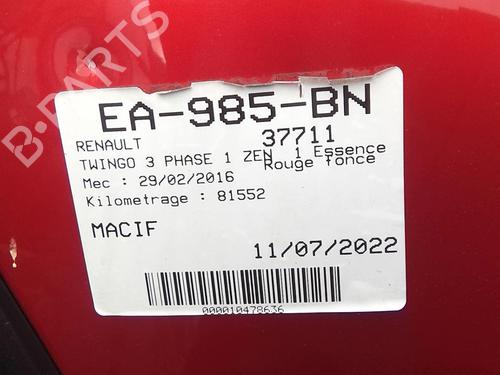 B-PARTS
EA-985-BN
RENAULT 37711
TWINGO 3 PHASE 1 ZEN 1 Essence
Rouge fonce
Mec : 29/02/2016
Kilometrage : 81552
MACIF
11/07/2022
000010478636